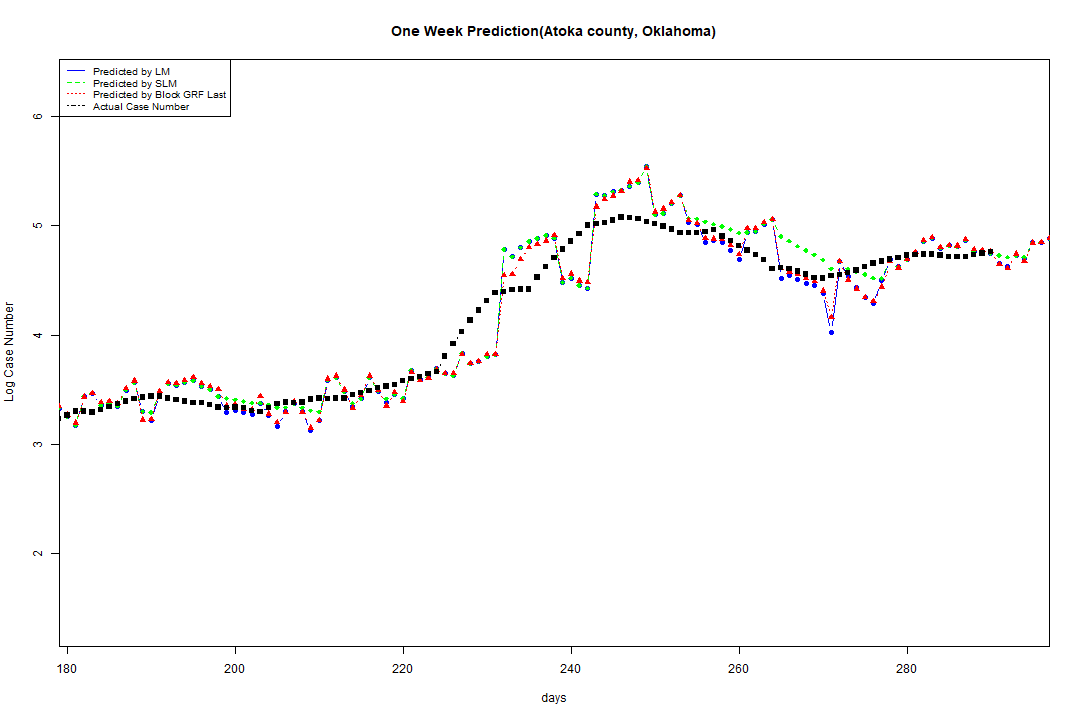 One Week Prediction(Atoka county, Oklahoma)
Predicted by LM
Predicted by SLM
Predicted by Block GRF Last
Actual Case Number
6
5
4
3
2
Log Case Number
180 200 220 240 260 280
days